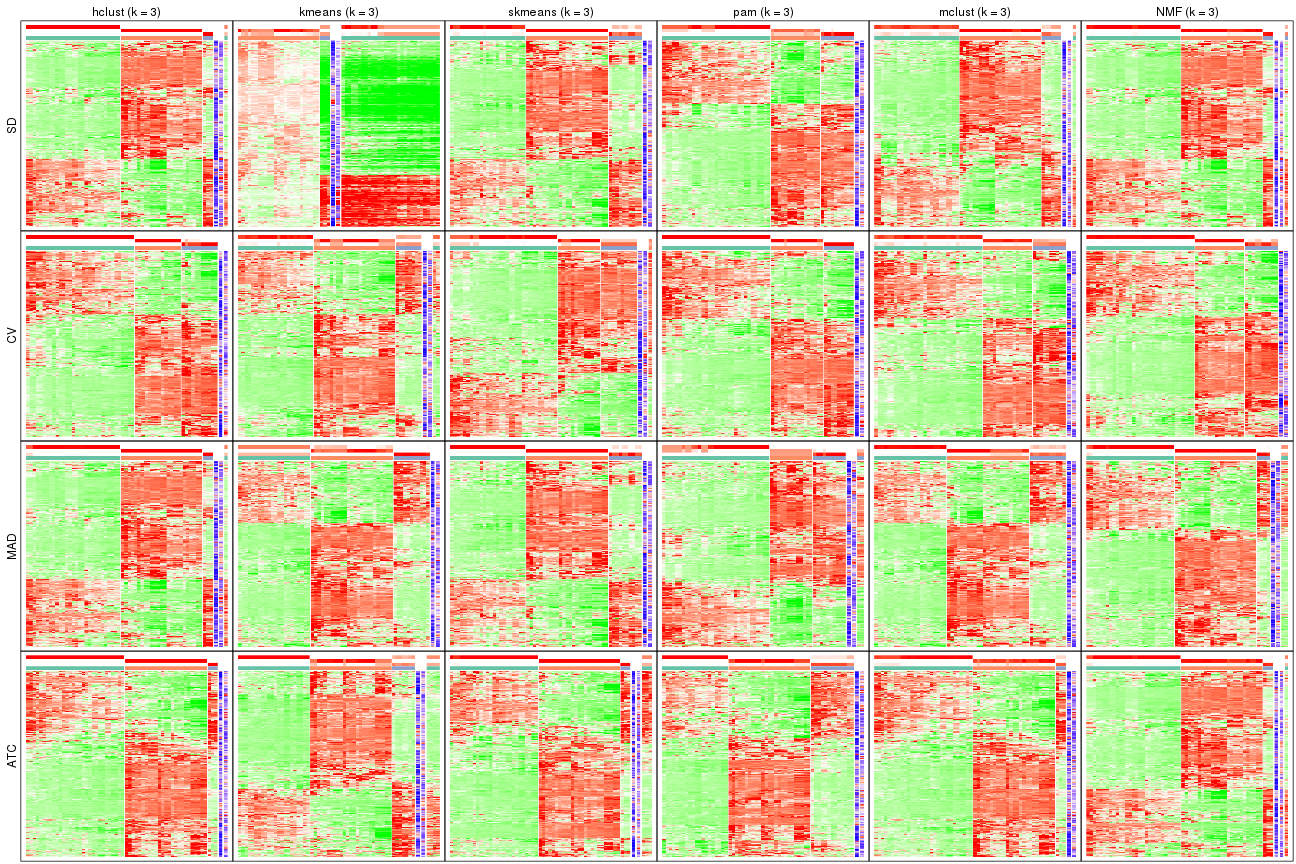 hclust (k = 3) kmeans (k = 3) skmeans (k = 3) pam (k = 3) mclust (k = 3) NMF (k = 3)
SD
CV
MAD
ATC